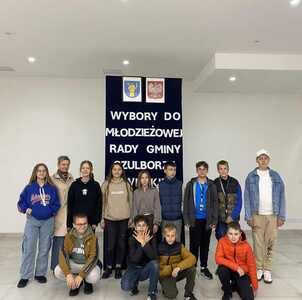 WYBORY DO
MŁODZIEŻOWEJ
RADY GMINY
SZULBORZE